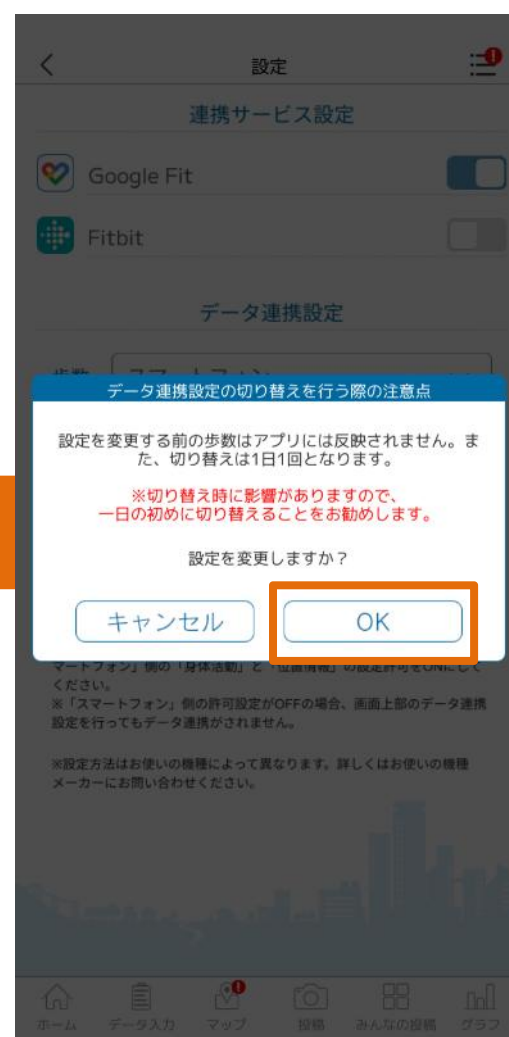 設定
連携サービス設定
Google Fit
Fitbit
データ連携設定
データ連携設定の切り替えを行う際の注意点
設定を変更する前の歩数はアプリには反映されません。ま
た、切り替えは1日1回となります。
※切り替え時に影響がありますので、
一日の初めに切り替えることをお勧めします。
設定を変更しますか？
キャンセル
OK
マートフォン」側の「身体活動」と「位置情報」の設定許可をONにして
ください。
※「スマートフォン」側の許可設定がOFFの場合、画面上部のデータ連携
設定を行ってもデータ連携がされません。
※設定方法はお使いの機種によって異なります。詳しくはお使いの機種
メーカーにお問い合わせください。
ホーム データ入力 マップ 投稿 みんなの投稿 グラフ